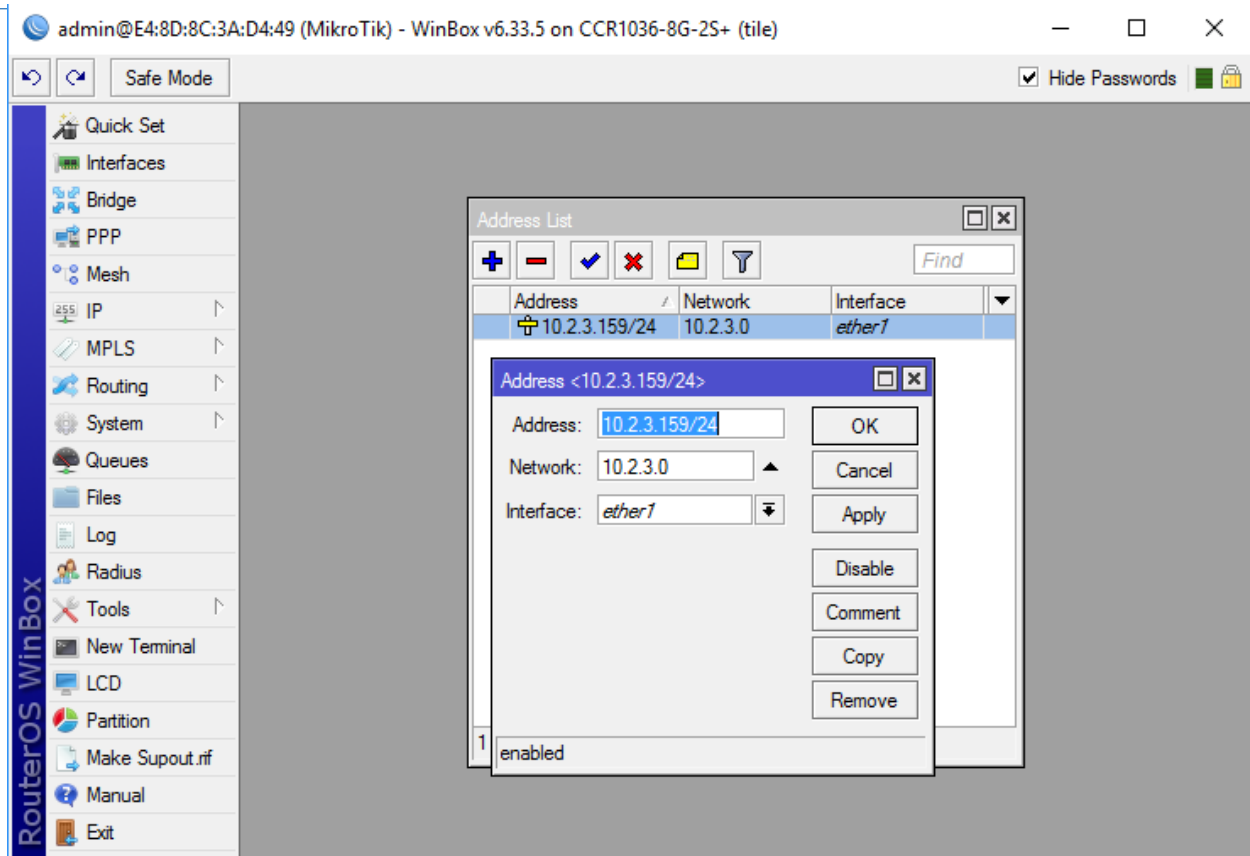 admin@E4:8D:8C:3A:D4:49 (MikroTik) - WinBox v6.33.5 on CCR1036-8G-2S+ (tile)
Safe Mode
Hide Passwords
RouterOS WinBox
Quick Set
Interfaces
Bridge
PPP
Mesh
255 IP
MPLS
Routing
System
Queues
Files
Log
Radius
Tools
New Terminal
LCD
Partition
Make Supout.rif
Manual
Exit
Address List
Find
Address Network Interface
10.2.3.159/24 10.2.3.0 ether1
Address <10.2.3.159/24>
Address: 10.2.3.159/24
Network: 10.2.3.0
Interface: ether1
OK
Cancel
Apply
Disable
Comment
Copy
Remove
1
enabled